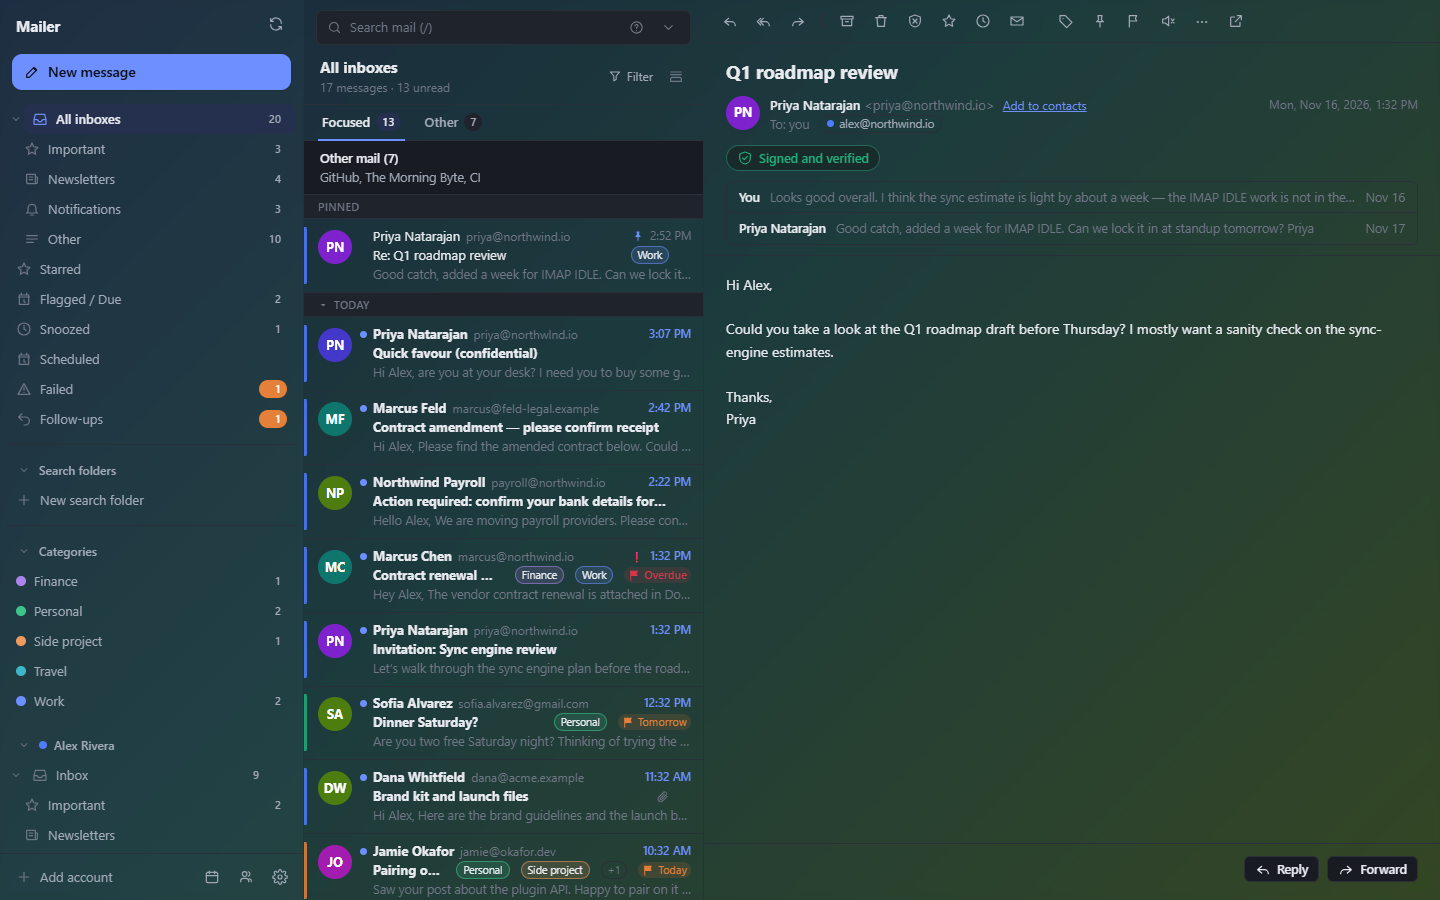 Mailer
New message
All inboxes 20
Important 3
Newsletters 4
Notifications 3
Other 10
Starred
Flagged / Due 2
Snoozed 1
Scheduled
Failed 1
Follow-ups 1
Search folders
New search folder
Categories
Finance 1
Personal 2
Side project 1
Travel
Work 2
Alex Rivera
Inbox 9
Important 2
Newsletters
Add account
Search mail (/)
All inboxes
17 messages · 13 unread
Filter
Focused 13 Other 7
Other mail (7)
GitHub, The Morning Byte, CI
PINNED
PN Priya Natarajan priya@northwind.io 2:52 PM
Re: Q1 roadmap review Work
Good catch, added a week for IMAP IDLE. Can we lock it...
TODAY
PN Priya Natarajan priya@northwlnd.io 3:07 PM
Quick favour (confidential)
Hi Alex, are you at your desk? I need you to buy some g...
MF Marcus Feld marcus@feld-legal.example 2:42 PM
Contract amendment — please confirm receipt
Hi Alex, Please find the amended contract below. Could ...
NP Northwind Payroll payroll@northwind.io 2:22 PM
Action required: confirm your bank details for...
Hello Alex, We are moving payroll providers. Please con...
MC Marcus Chen marcus@northwind.io ! 1:32 PM
Contract renewal ... Finance Work Overdue
Hey Alex, The vendor contract renewal is attached in Do...
PN Priya Natarajan priya@northwind.io 1:32 PM
Invitation: Sync engine review
Let's walk through the sync engine plan before the road...
SA Sofia Alvarez sofia.alvarez@gmail.com 12:32 PM
Dinner Saturday? Personal Tomorrow
Are you two free Saturday night? Thinking of trying the ...
DW Dana Whitfield dana@acme.example 11:32 AM
Brand kit and launch files
Hi Alex, Here are the brand guidelines and the launch b...
JO Jamie Okafor jamie@okafor.dev 10:32 AM
Pairing o... Personal Side project +1 Today
Saw your post about the plugin API. Happy to pair on it ...
Q1 roadmap review
PN Priya Natarajan <priya@northwind.io> Add to contacts Mon, Nov 16, 2026, 1:32 PM
To: you alex@northwind.io
Signed and verified
You Looks good overall. I think the sync estimate is light by about a week — the IMAP IDLE work is not in the... Nov 16
Priya Natarajan Good catch, added a week for IMAP IDLE. Can we lock it in at standup tomorrow? Priya Nov 17
Hi Alex,
Could you take a look at the Q1 roadmap draft before Thursday? I mostly want a sanity check on the sync-
engine estimates.
Thanks,
Priya
Reply Forward